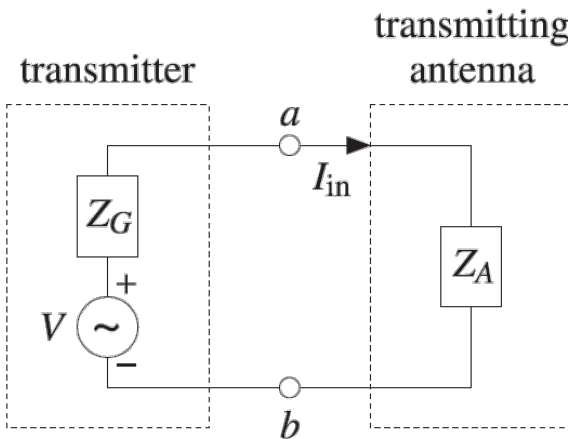 transmitter
transmitting
antenna
a
I_in
Z_G
Z_A
+
V ~
−
b